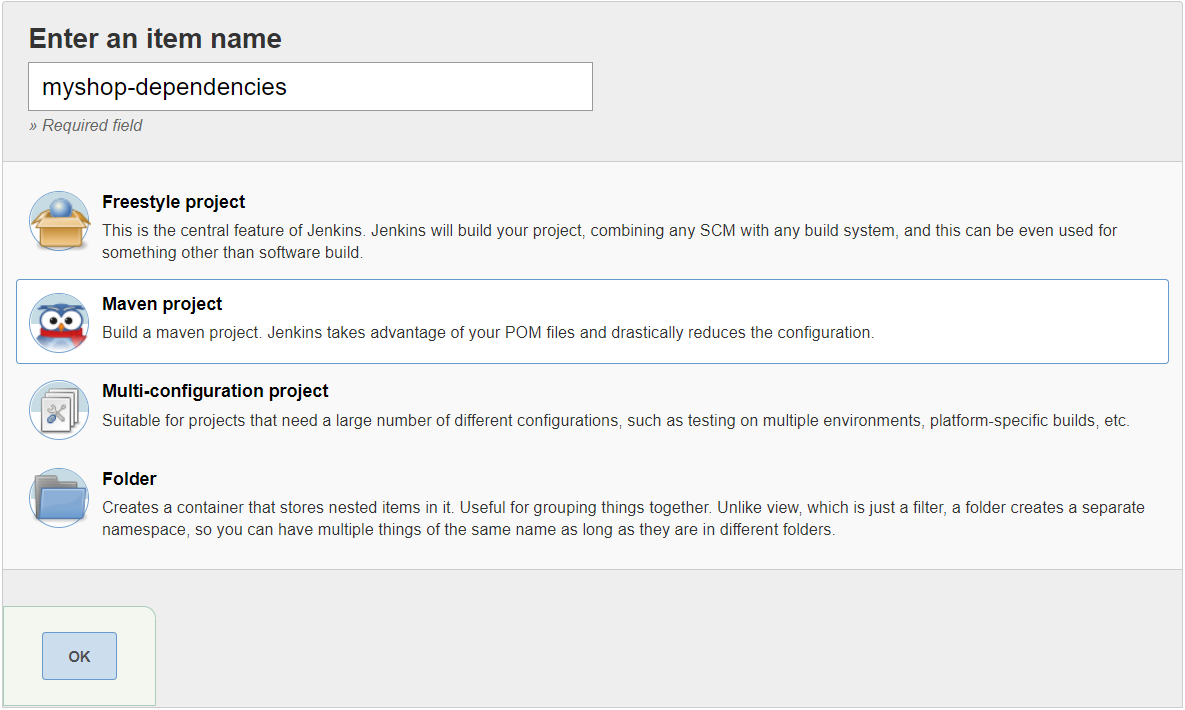 Enter an item name
myshop-dependencies
» Required field
Freestyle project
This is the central feature of Jenkins. Jenkins will build your project, combining any SCM with any build system, and this can be even used for
something other than software build.
Maven project
Build a maven project. Jenkins takes advantage of your POM files and drastically reduces the configuration.
Multi-configuration project
Suitable for projects that need a large number of different configurations, such as testing on multiple environments, platform-specific builds, etc.
Folder
Creates a container that stores nested items in it. Useful for grouping things together. Unlike view, which is just a filter, a folder creates a separate
namespace, so you can have multiple things of the same name as long as they are in different folders.
OK